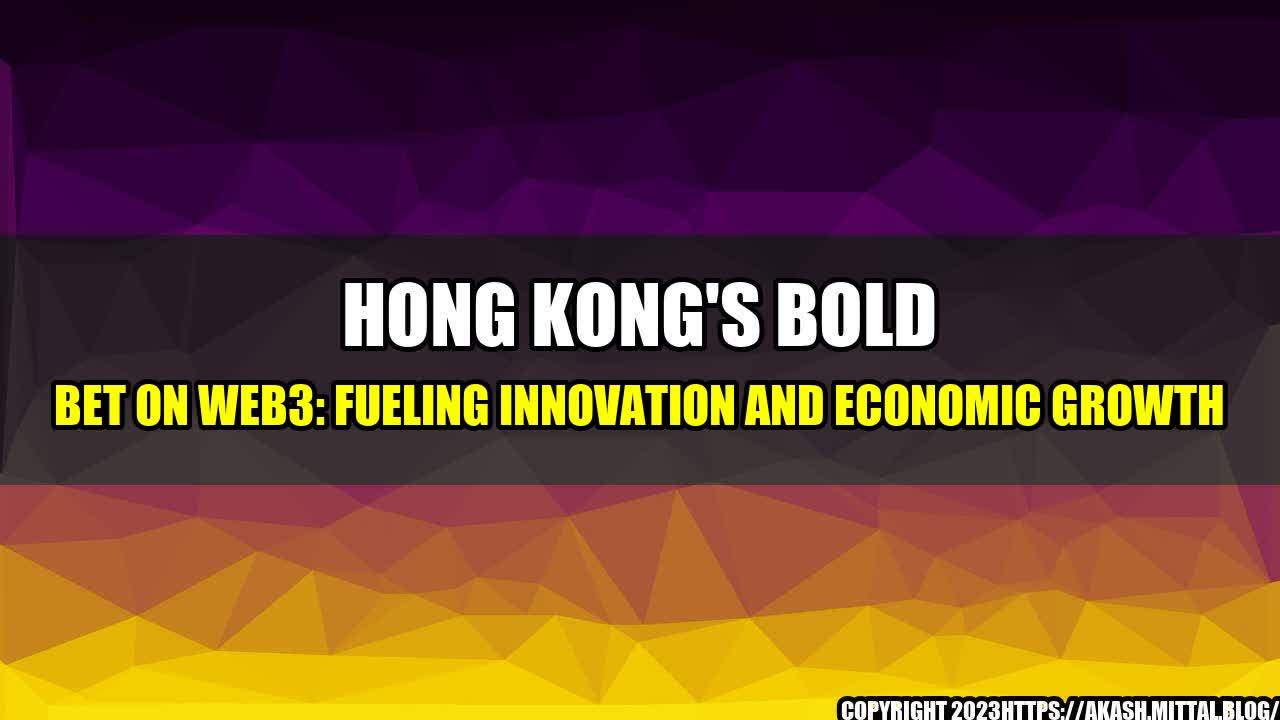 HONG KONG'S BOLD
BET ON WEB3: FUELING INNOVATION AND ECONOMIC GROWTH
COPYRIGHT 2023HTTPS://AKASH.MITTAL.BLOG/